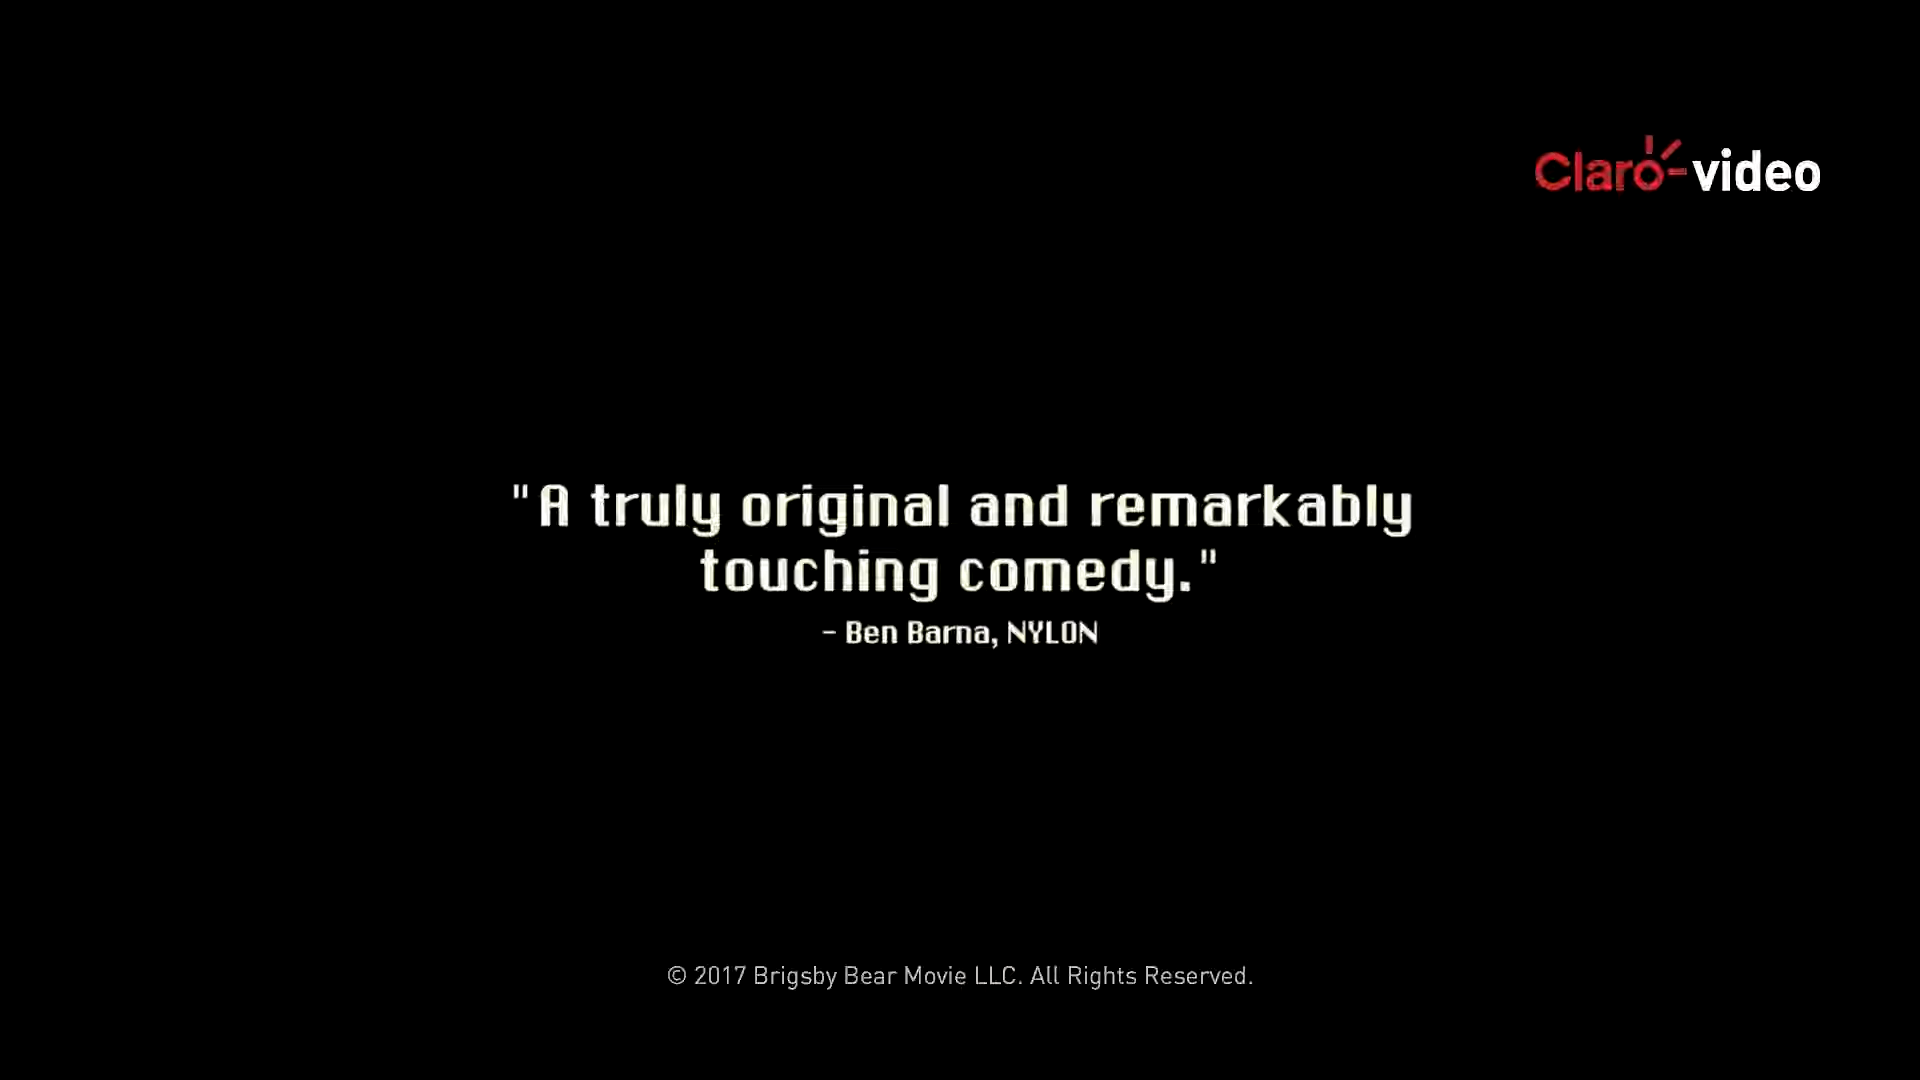 Claro video
"A truly original and remarkably
touching comedy."
- Ben Barna, NYLON
© 2017 Brigsby Bear Movie LLC. All Rights Reserved.